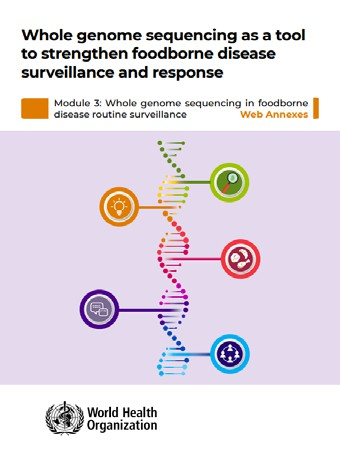 Whole genome sequencing as a tool
to strengthen foodborne disease
surveillance and response
Module 3: Whole genome sequencing in foodborne
disease routine surveillance Web Annexes
World Health
Organization